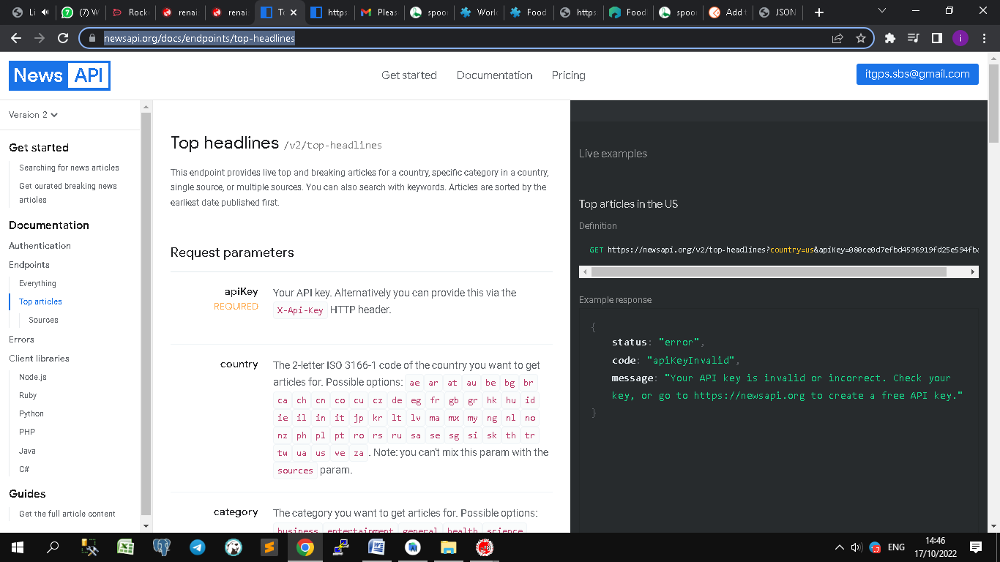 Li
(7) W
Rocke
renais
renais
To
https
Pleas
spoo
World
Food
https
Food
spoo
Add t
JSON
newsapi.org/docs/endpoints/top-headlines
i
News API
Get started
Documentation
Pricing
itgps.sbs@gmail.com
Version 2
Get started
Searching for news articles
Get curated breaking news
articles
Documentation
Authentication
Endpoints
Everything
Top articles
Sources
Errors
Client libraries
Node.js
Ruby
Python
PHP
Java
C#
Guides
Get the full article content
Top headlines /v2/top-headlines
This endpoint provides live top and breaking articles for a country, specific category in a country,
single source, or multiple sources. You can also search with keywords. Articles are sorted by the
earliest date published first.
Request parameters
apiKey
REQUIRED
Your API key. Alternatively you can provide this via the
X-Api-Key HTTP header.
country
The 2-letter ISO 3166-1 code of the country you want to get
articles for. Possible options: ae ar at au be bg br
ca ch cn co cu cz de eg fr gb gr hk hu id
ie il in it jp kr lt lv ma mx my ng nl no
nz ph pl pt ro rs ru sa se sg si sk th tr
tw ua us ve za . Note: you can't mix this param with the
sources param.
category
The category you want to get articles for. Possible options:
business entertainment general health science
Live examples
Top articles in the US
Definition
GET https://newsapi.org/v2/top-headlines?country=us&apiKey=080ce0d7efbd4596919fd25e594fba
Example response
{
status: "error",
code: "apiKeyInvalid",
message: "Your API key is invalid or incorrect. Check your
key, or go to https://newsapi.org to create a free API key."
}
ENG
14:46
17/10/2022